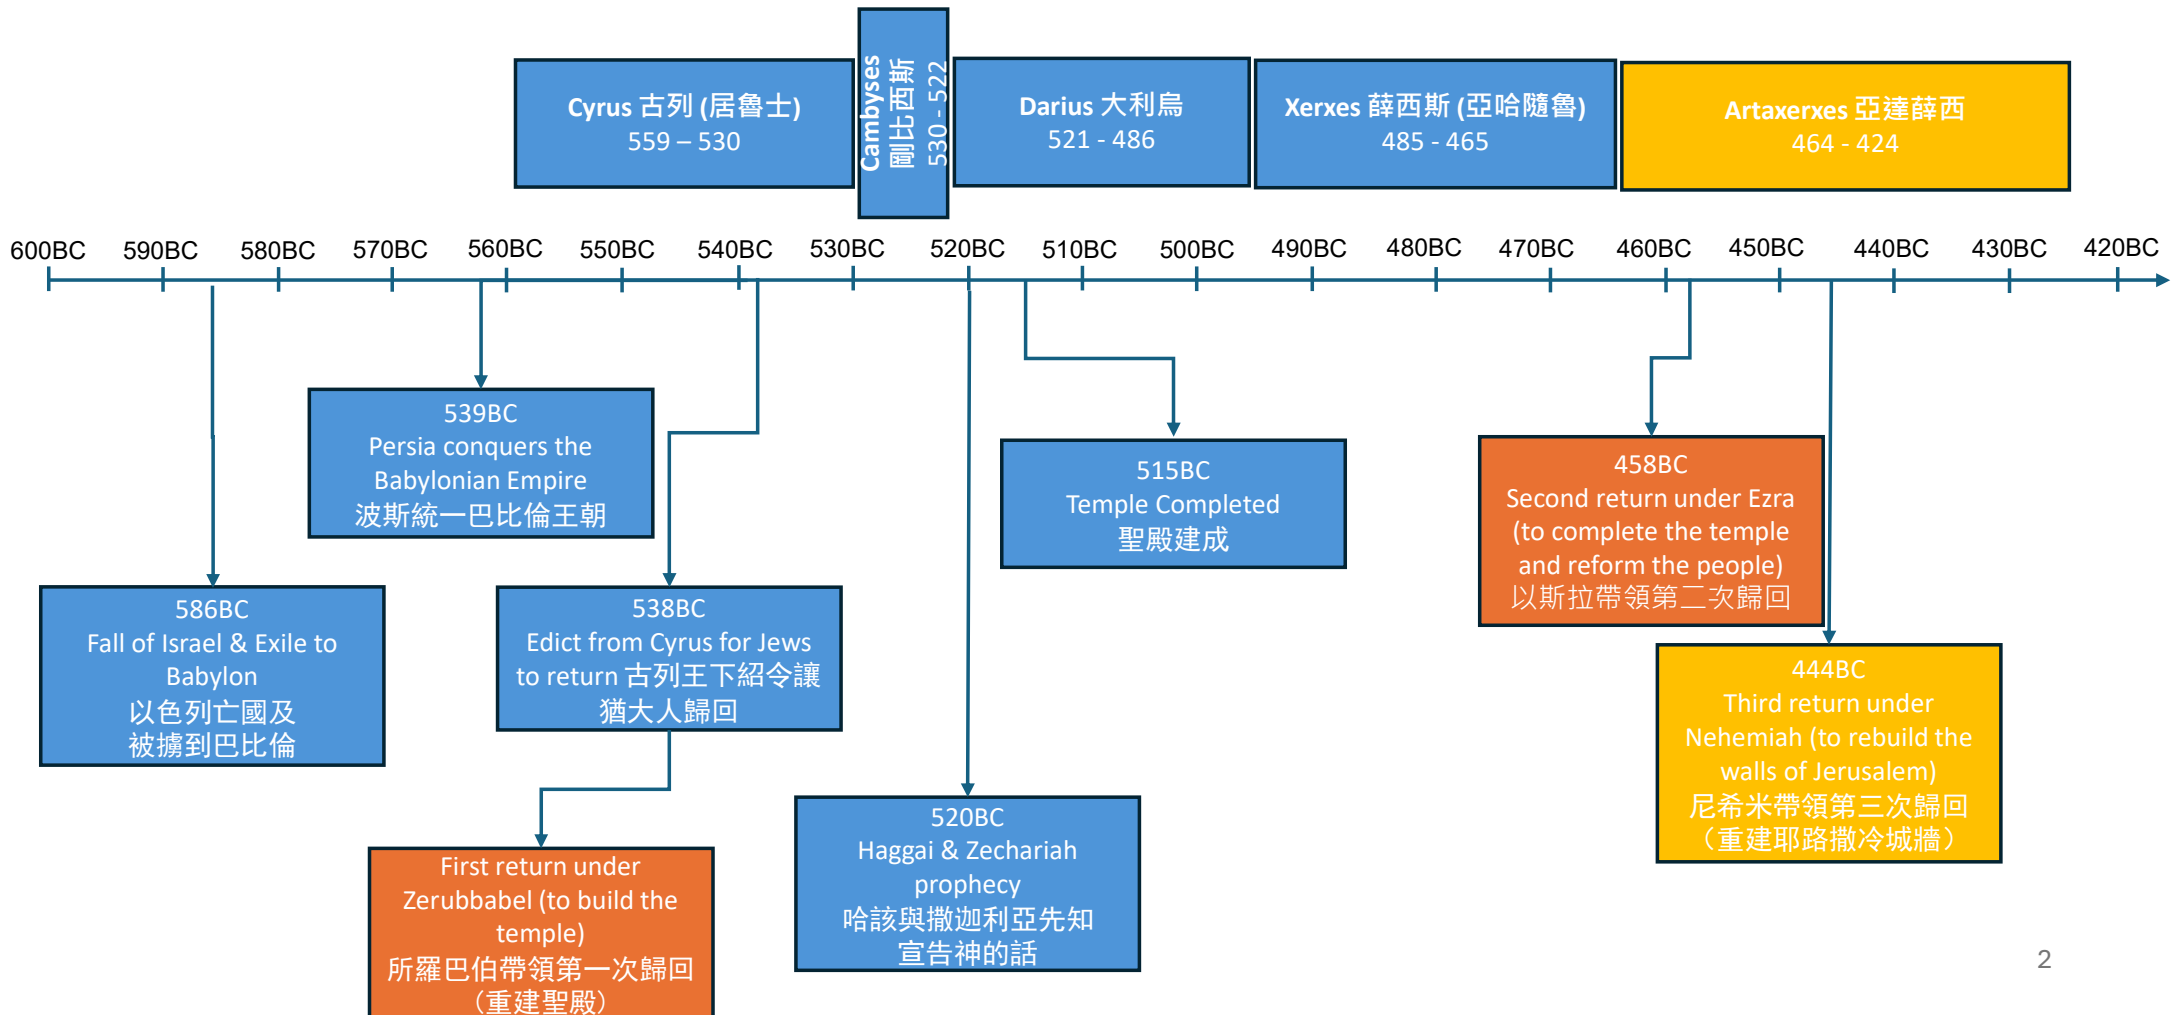 Cyrus 古列 (居魯士)
559 – 530
Cambyses
剛比西斯
530 - 522
Darius 大利烏
521 - 486
Xerxes 薛西斯 (亞哈隨魯)
485 - 465
Artaxerxes 亞達薛西
464 - 424
600BC 590BC 580BC 570BC 560BC 550BC 540BC 530BC 520BC 510BC 500BC 490BC 480BC 470BC 460BC 450BC 440BC 430BC 420BC
586BC
Fall of Israel & Exile to
Babylon
以色列亡國及
被擄到巴比倫
539BC
Persia conquers the
Babylonian Empire
波斯統一巴比倫王朝
538BC
Edict from Cyrus for Jews
to return 古列王下紹令讓
猶大人歸回
First return under
Zerubbabel (to build the
temple)
所羅巴伯帶領第一次歸回
（重建聖殿）
520BC
Haggai & Zechariah
prophecy
哈該與撒迦利亞先知
宣告神的話
515BC
Temple Completed
聖殿建成
458BC
Second return under Ezra
(to complete the temple
and reform the people)
以斯拉帶領第二次歸回
444BC
Third return under
Nehemiah (to rebuild the
walls of Jerusalem)
尼希米帶領第三次歸回
（重建耶路撒冷城牆）
2